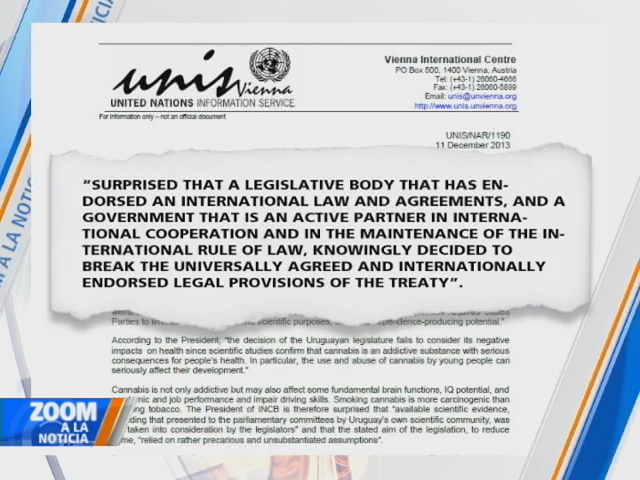 unis Vienna
UNITED NATIONS INFORMATION SERVICE
For information only – not an official document
Vienna International Centre
PO Box 500, 1400 Vienna, Austria
Tel: (+43-1) 26060-4666
Fax: (+43-1) 26060-5899
Email: unis@unvienna.org
http://www.unis.unvienna.org
UNIS/NAR/1190
11 December 2013
“SURPRISED THAT A LEGISLATIVE BODY THAT HAS EN-
DORSED AN INTERNATIONAL LAW AND AGREEMENTS, AND A
GOVERNMENT THAT IS AN ACTIVE PARTNER IN INTERNA-
TIONAL COOPERATION AND IN THE MAINTENANCE OF THE IN-
TERNATIONAL RULE OF LAW, KNOWINGLY DECIDED TO
BREAK THE UNIVERSALLY AGREED AND INTERNATIONALLY
ENDORSED LEGAL PROVISIONS OF THE TREATY”.
Parties to scientific purposes, dependence-producing potential.”
According to the President, “the decision of the Uruguayan legislature fails to consider its negative
impacts on health since scientific studies confirm that cannabis is an addictive substance with serious
consequences for people’s health. In particular, the use and abuse of cannabis by young people can
seriously affect their development.”
Cannabis is not only addictive but may also affect some fundamental brain functions, IQ potential, and
mic and job performance and impair driving skills. Smoking cannabis is more carcinogenic than
ing tobacco. The President of INCB is therefore surprised that “available scientific evidence,
ding that presented to the parliamentary committees by Uruguay’s own scientific community, was
taken into consideration by the legislators” and that the stated aim of the legislation, to reduce
me, “relied on rather precarious and unsubstantiated assumptions”.
ZOOM
A LA
NOTICIA
A LA NOTIC